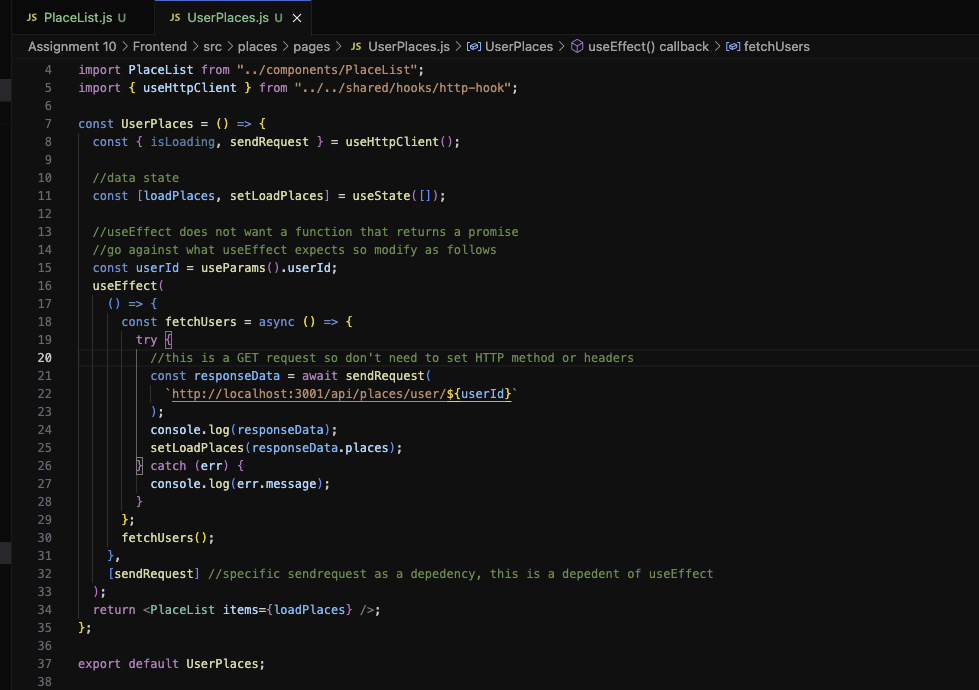 JS PlaceList.js U
JS UserPlaces.js U ×
Assignment 10 > Frontend > src > places > pages > JS UserPlaces.js > UserPlaces > useEffect() callback > fetchUsers
4 import PlaceList from "../components/PlaceList";
5 import { useHttpClient } from "../../shared/hooks/http-hook";
6
7 const UserPlaces = () => {
8 const { isLoading, sendRequest } = useHttpClient();
9
10 //data state
11 const [loadPlaces, setLoadPlaces] = useState([]);
12
13 //useEffect does not want a function that returns a promise
14 //go against what useEffect expects so modify as follows
15 const userId = useParams().userId;
16 useEffect(
17 () => {
18 const fetchUsers = async () => {
19 try {
20 //this is a GET request so don't need to set HTTP method or headers
21 const responseData = await sendRequest(
22 `http://localhost:3001/api/places/user/${userId}`
23 );
24 console.log(responseData);
25 setLoadPlaces(responseData.places);
26 } catch (err) {
27 console.log(err.message);
28 }
29 };
30 fetchUsers();
31 },
32 [sendRequest] //specific sendrequest as a depedency, this is a depedent of useEffect
33 );
34 return <PlaceList items={loadPlaces} />;
35 };
36
37 export default UserPlaces;
38